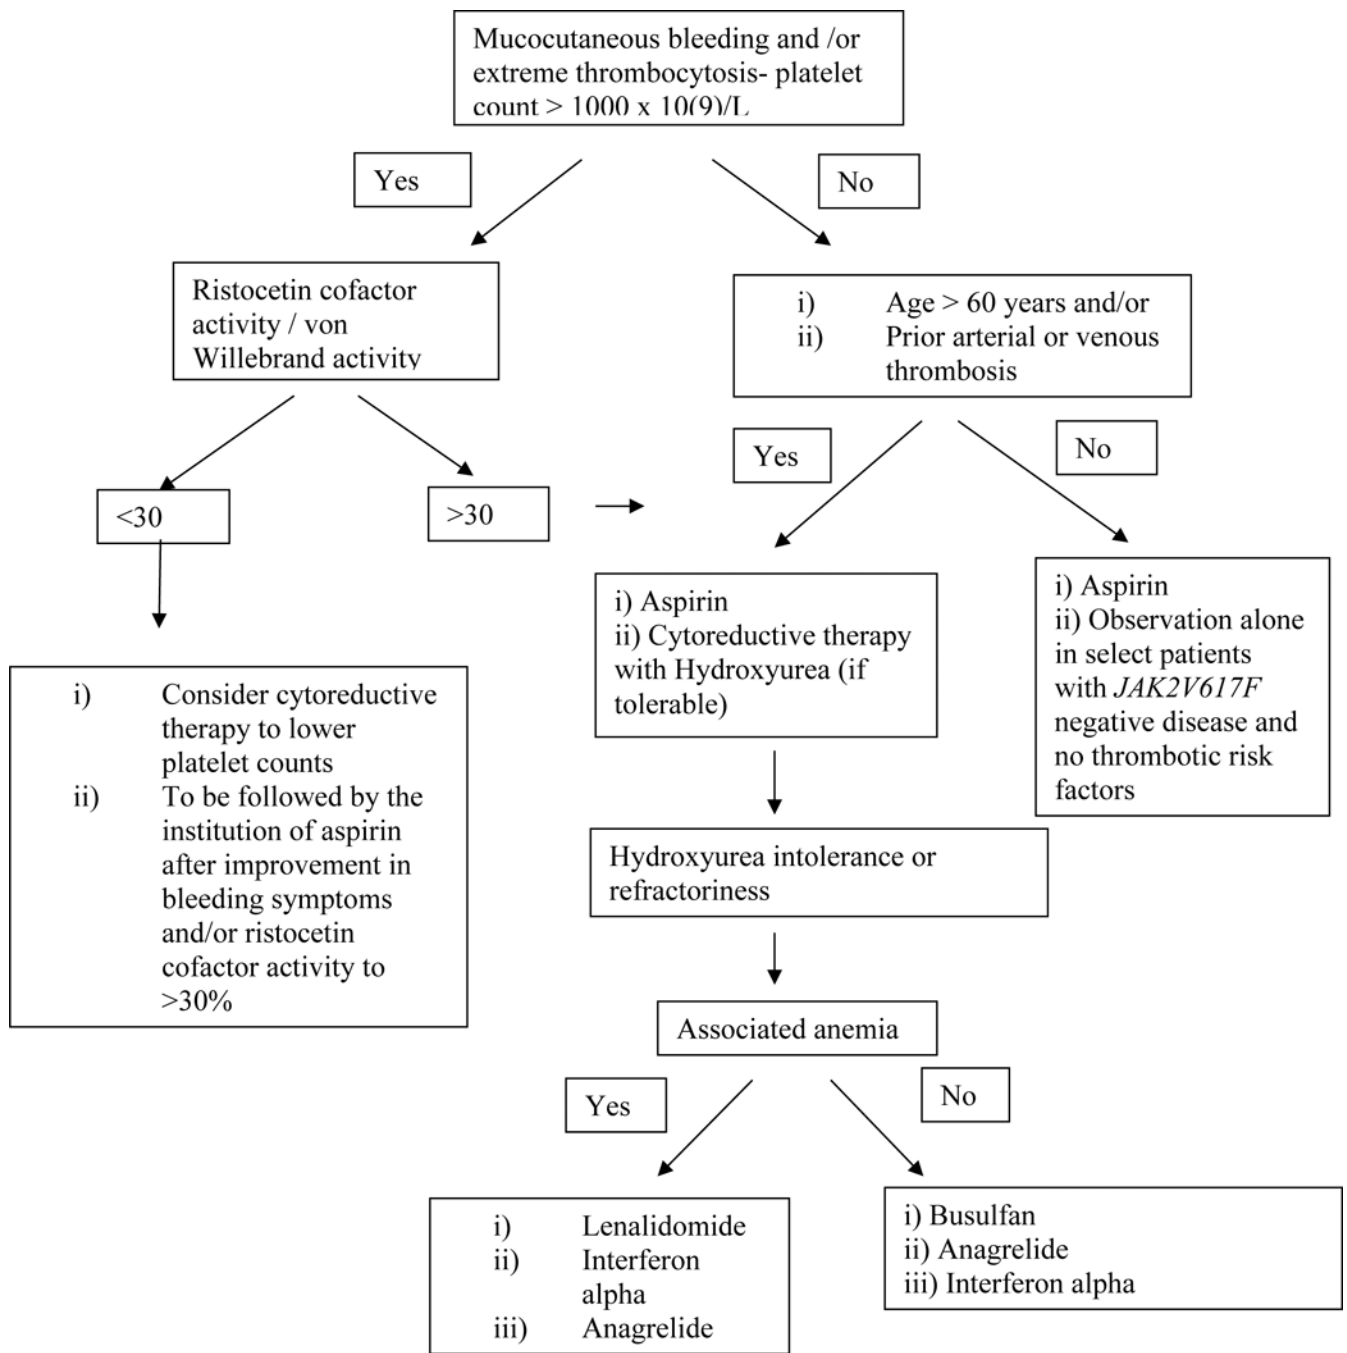 Mucocutaneous bleeding and /or
extreme thrombocytosis- platelet
count > 1000 x 10(9)/L
Yes
No
Ristocetin cofactor
activity / von
Willebrand activity
i) Age > 60 years and/or
ii) Prior arterial or venous
thrombosis
Yes
No
<30
>30
i) Aspirin
ii) Cytoreductive therapy
with Hydroxyurea (if
tolerable)
i) Aspirin
ii) Observation alone
in select patients
with JAK2V617F
negative disease and
no thrombotic risk
factors
i) Consider cytoreductive
therapy to lower
platelet counts
ii) To be followed by the
institution of aspirin
after improvement in
bleeding symptoms
and/or ristocetin
cofactor activity to
>30%
Hydroxyurea intolerance or
refractoriness
Associated anemia
Yes
No
i) Lenalidomide
ii) Interferon
alpha
iii) Anagrelide
i) Busulfan
ii) Anagrelide
iii) Interferon alpha